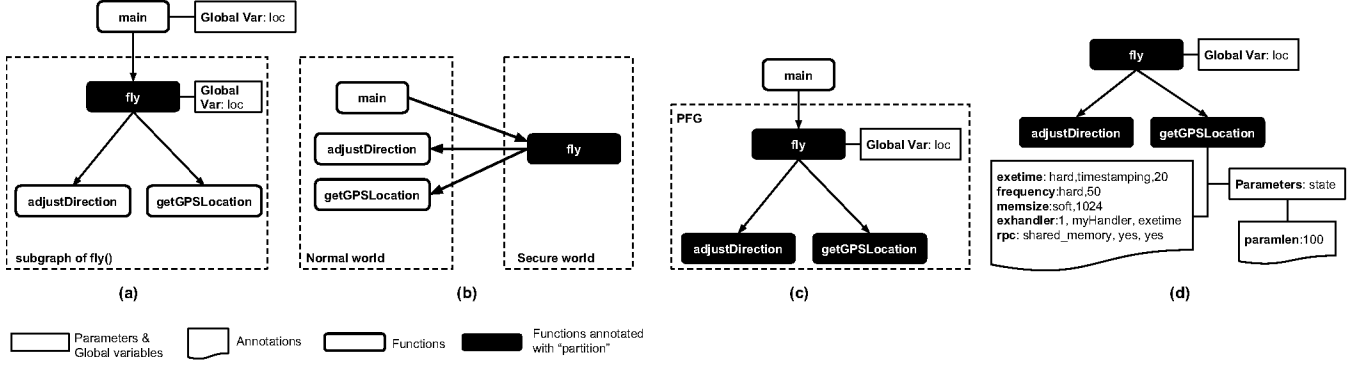 main
Global Var: loc
fly
Global
Var: loc
adjustDirection
getGPSLocation
subgraph of fly()
(a)
main
adjustDirection
getGPSLocation
fly
Normal world
Secure world
(b)
main
PFG
fly
Global Var: loc
adjustDirection
getGPSLocation
(c)
fly
Global Var: loc
adjustDirection
getGPSLocation
exetime: hard,timestamping,20
frequency:hard,50
memsize:soft,1024
exhandler:1, myHandler, exetime
rpc: shared_memory, yes, yes
Parameters: state
paramlen:100
(d)
Parameters &
Global variables
Annotations
Functions
Functions annotated
with “partition”